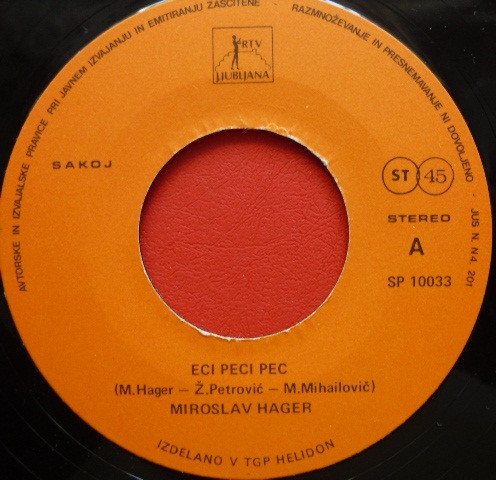 AVTORSKE IN IZVAJALSKE PRAVICE PRI JAVNEM IZVAJANJU IN EMITIRANJU ZAŠČITENE
RAZMNOŽEVANJE IN PRESNEMAVANJE NI DOVOLJENO
JUS N. N4. 201
RTV
LJUBLJANA
SAKOJ
ST 45
STEREO
A
SP 10033
ECI PECI PEC
(M. Hager – Ž. Petrović – M. Mihailovič)
MIROSLAV HAGER
IZDELANO V TGP HELIDON